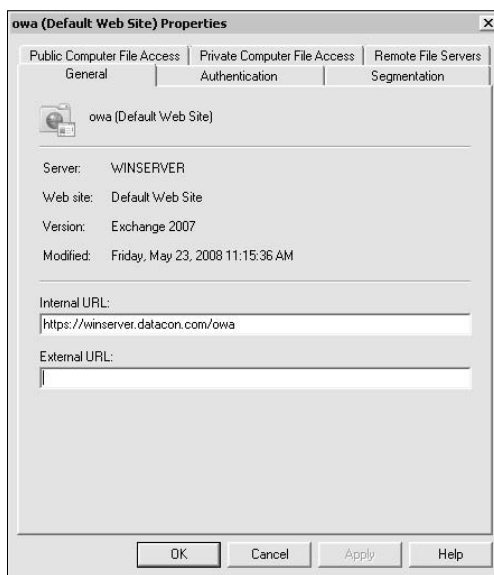 owa (Default Web Site) Properties
Public Computer File Access
Private Computer File Access
Remote File Servers
General
Authentication
Segmentation
owa (Default Web Site)
Server: WINSERVER
Web site: Default Web Site
Version: Exchange 2007
Modified: Friday, May 23, 2008 11:15:36 AM
Internal URL:
https://winserver.datacon.com/owa
External URL:
OK
Cancel
Apply
Help